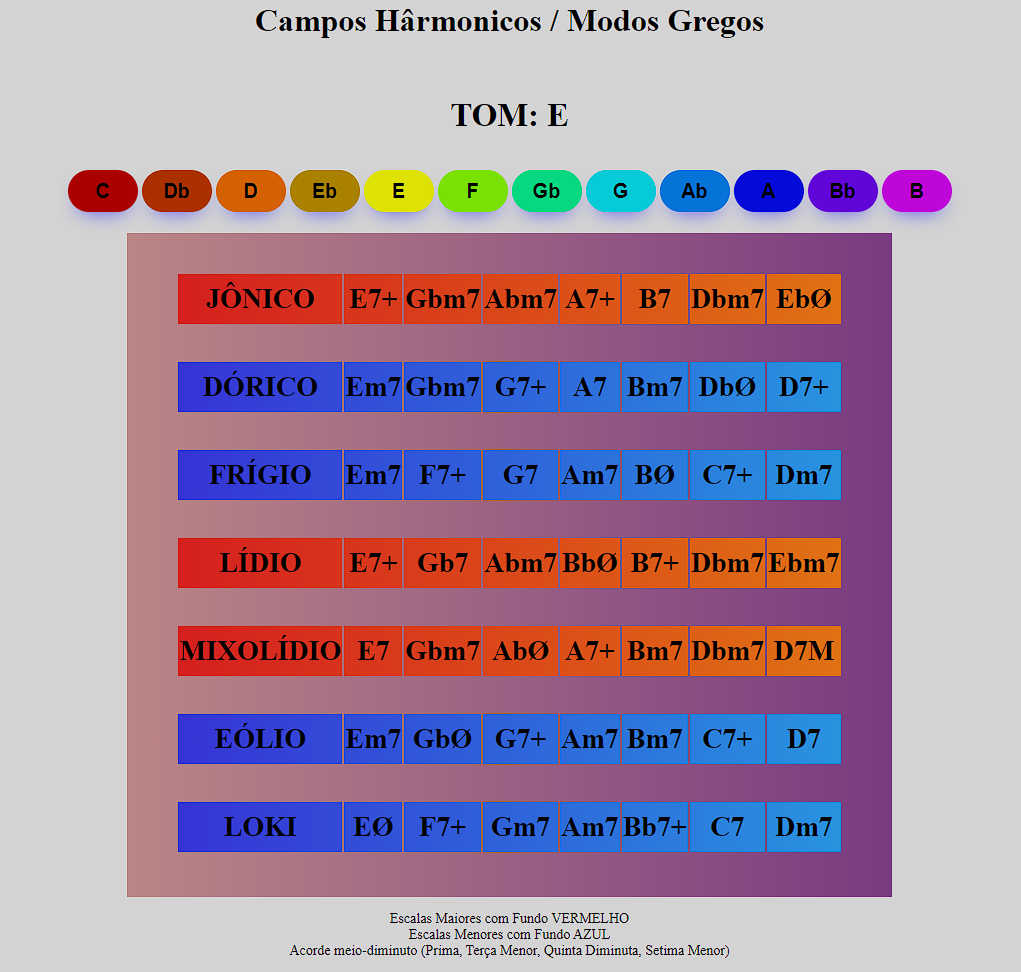 Campos Hârmonicos / Modos Gregos
TOM: E
C Db D Eb E F Gb G Ab A Bb B
JÔNICO E7+ Gbm7 Abm7 A7+ B7 Dbm7 EbØ
DÓRICO Em7 Gbm7 G7+ A7 Bm7 DbØ D7+
FRÍGIO Em7 F7+ G7 Am7 BØ C7+ Dm7
LÍDIO E7+ Gb7 Abm7 BbØ B7+ Dbm7 Ebm7
MIXOLÍDIO E7 Gbm7 AbØ A7+ Bm7 Dbm7 D7M
EÓLIO Em7 GbØ G7+ Am7 Bm7 C7+ D7
LOKI EØ F7+ Gm7 Am7 Bb7+ C7 Dm7
Escalas Maiores com Fundo VERMELHO
Escalas Menores com Fundo AZUL
Acorde meio-diminuto (Prima, Terça Menor, Quinta Diminuta, Setima Menor)